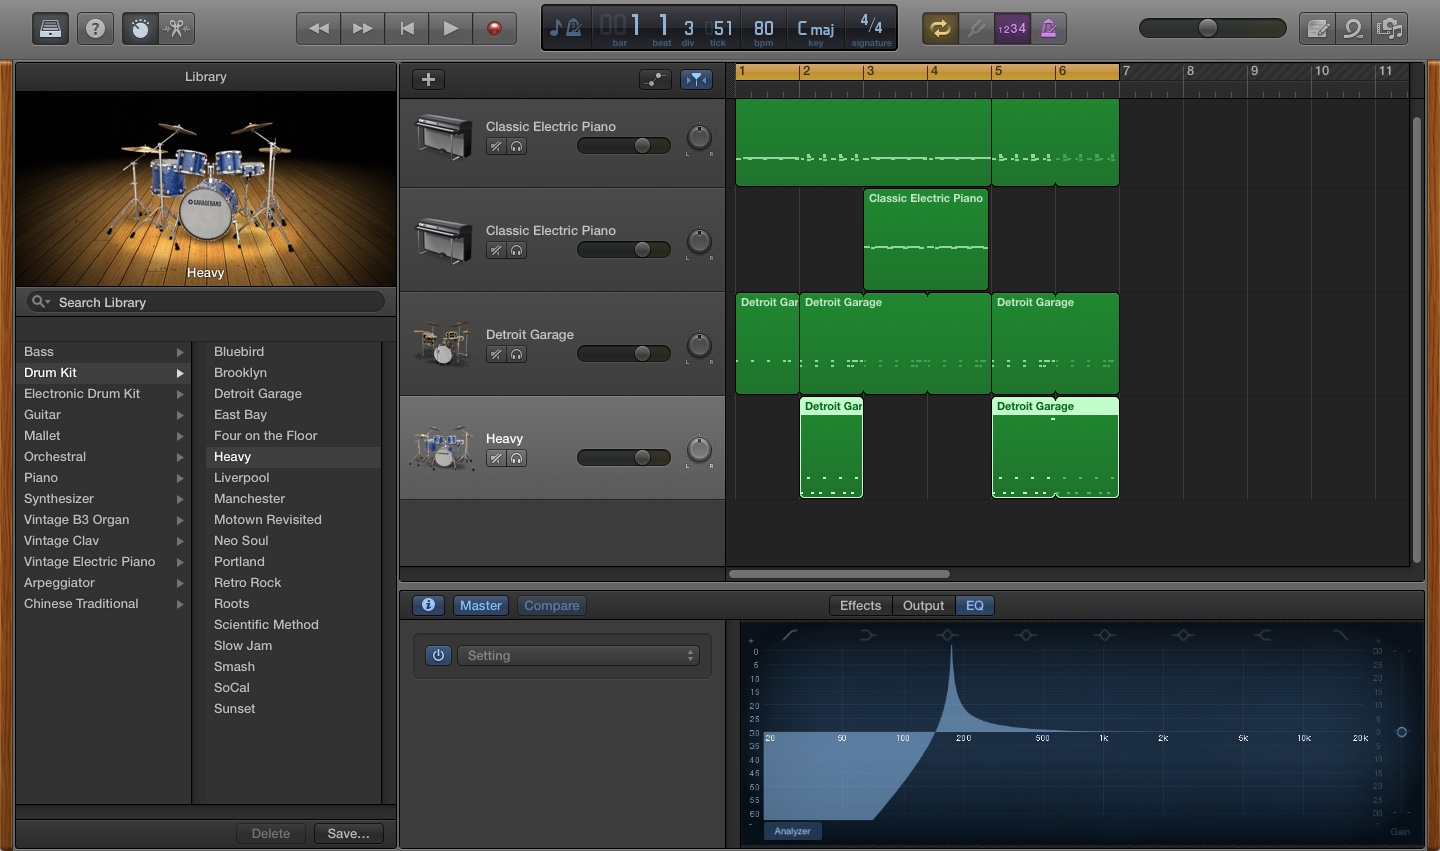 ?
00 1 1 3 0 51 80 C maj 4/4
bar beat div tick bpm key signature
1234
Library
GARAGEBAND
Heavy
Search Library
Bass
Drum Kit
Electronic Drum Kit
Guitar
Mallet
Orchestral
Piano
Synthesizer
Vintage B3 Organ
Vintage Clav
Vintage Electric Piano
Arpeggiator
Chinese Traditional
Bluebird
Brooklyn
Detroit Garage
East Bay
Four on the Floor
Heavy
Liverpool
Manchester
Motown Revisited
Neo Soul
Portland
Retro Rock
Roots
Scientific Method
Slow Jam
Smash
SoCal
Sunset
Delete Save...
1 2 3 4 5 6 7 8 9 10 11
Classic Electric Piano
L R
Classic Electric Piano
L R
Classic Electric Piano
Detroit Garage
L R
Detroit Gar Detroit Garage Detroit Garage
Heavy
L R
Detroit Gar Detroit Garage
Master Compare Effects Output EQ
Setting
+ 0 5 10 15 20 25 30 35 40 45 50 55 60 -
20 50 100 200 500 1k 2k 5k 10k 20k
+ 30 25 20 15 10 5 0 5 10 15 20 25 30 -
Analyzer
Gain